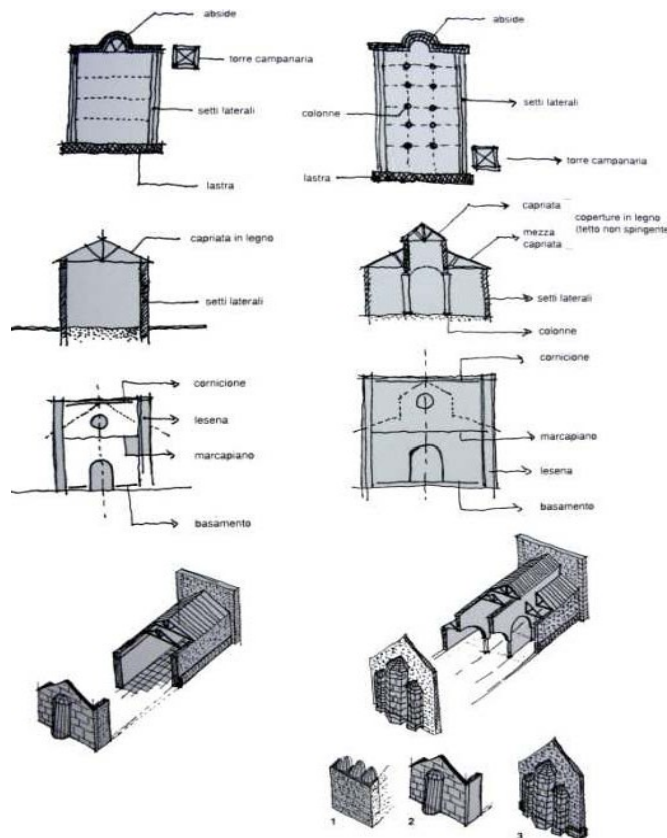 abside
torre campanaria
setti laterali
lastra
capriata in legno
setti laterali
cornicione
lesena
marcapiano
basamento
abside
colonne
setti laterali
torre campanaria
lastra
capriata
coperture in legno
(tetto non spingente
mezza
capriata
setti laterali
colonne
cornicione
marcapiano
lesena
basamento
1
2
3